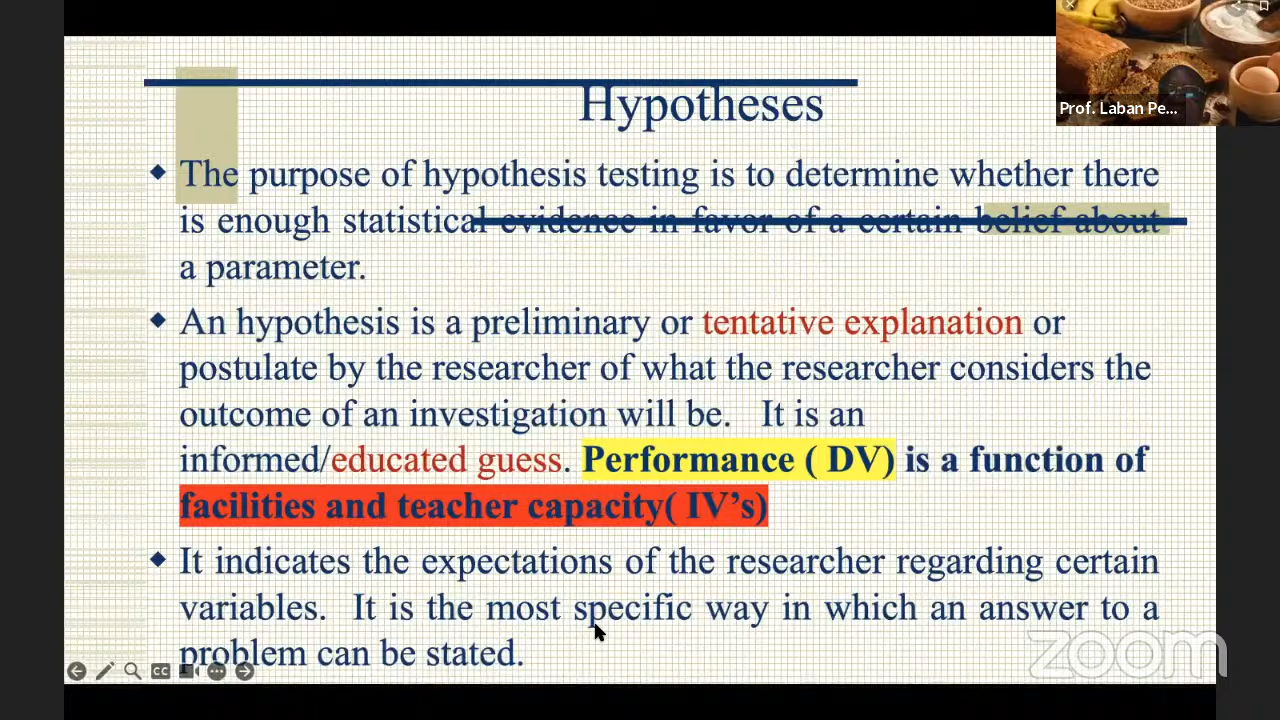 Hypotheses
Prof. Laban Pe...
The purpose of hypothesis testing is to determine whether there
is enough statistical evidence in favor of a certain belief about
a parameter.
An hypothesis is a preliminary or tentative explanation or
postulate by the researcher of what the researcher considers the
outcome of an investigation will be. It is an
informed/educated guess. Performance ( DV) is a function of
facilities and teacher capacity( IV’s)
It indicates the expectations of the researcher regarding certain
variables. It is the most specific way in which an answer to a
problem can be stated.
CC
zoom